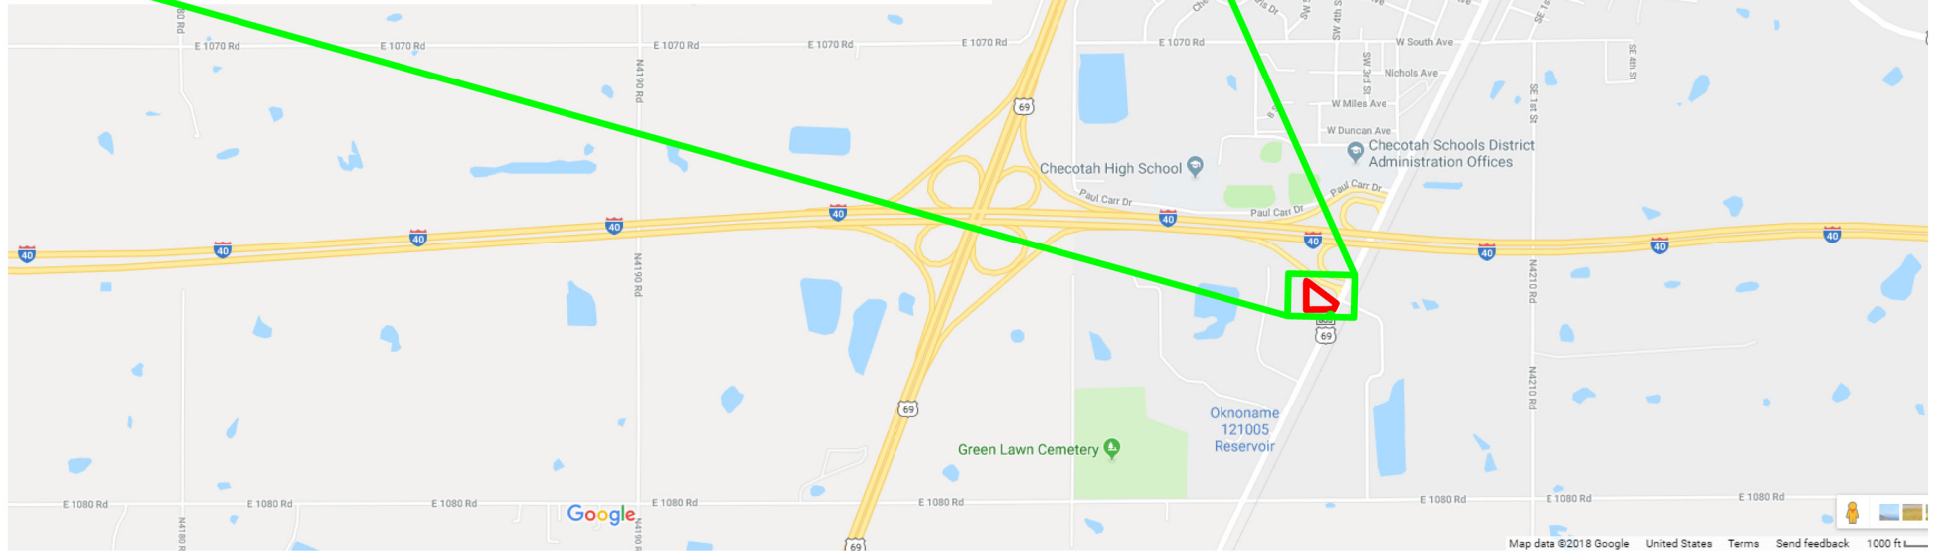 E 1070 Rd
E 1070 Rd
E 1070 Rd
E 1070 Rd
E 1070 Rd
E 1070 Rd
W South Ave
SW 4th S
SE 1s
SE 4th St
SW 3rd St
Nichols Ave
N4190 Rd
69
W Miles Ave
SE 1st St
W Duncan Ave
Checotah High School
Checotah Schools District
Administration Offices
Paul Carr Dr
Paul Carr Dr
Paul Carr Dr
40
40
40
40
40
40
40
40
40
40
N4190 Rd
N4210 Rd
69
69
N4210 Rd
Oknoname
121005
Reservoir
Green Lawn Cemetery
E 1080 Rd
E 1080 Rd
E 1080 Rd
E 1080 Rd
E 1080 Rd
E 1080 Rd
E 1080 Rd
E 1080 Rd
Google
N4180 R
N4190 R
69
Map data ©2018 Google United States Terms Send feedback 1000 ft